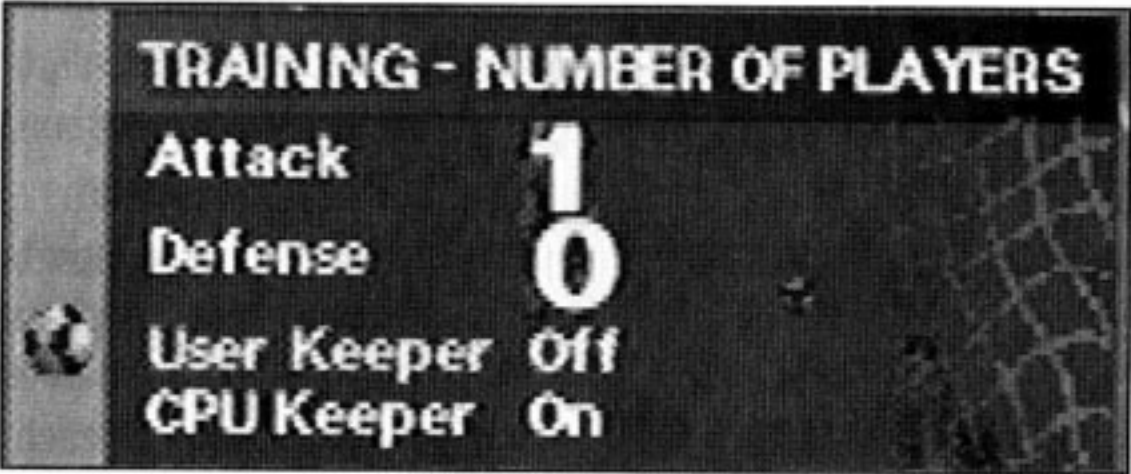 TRAINING - NUMBER OF PLAYERS
Attack 1
Defense 0
User Keeper Off
CPU Keeper On